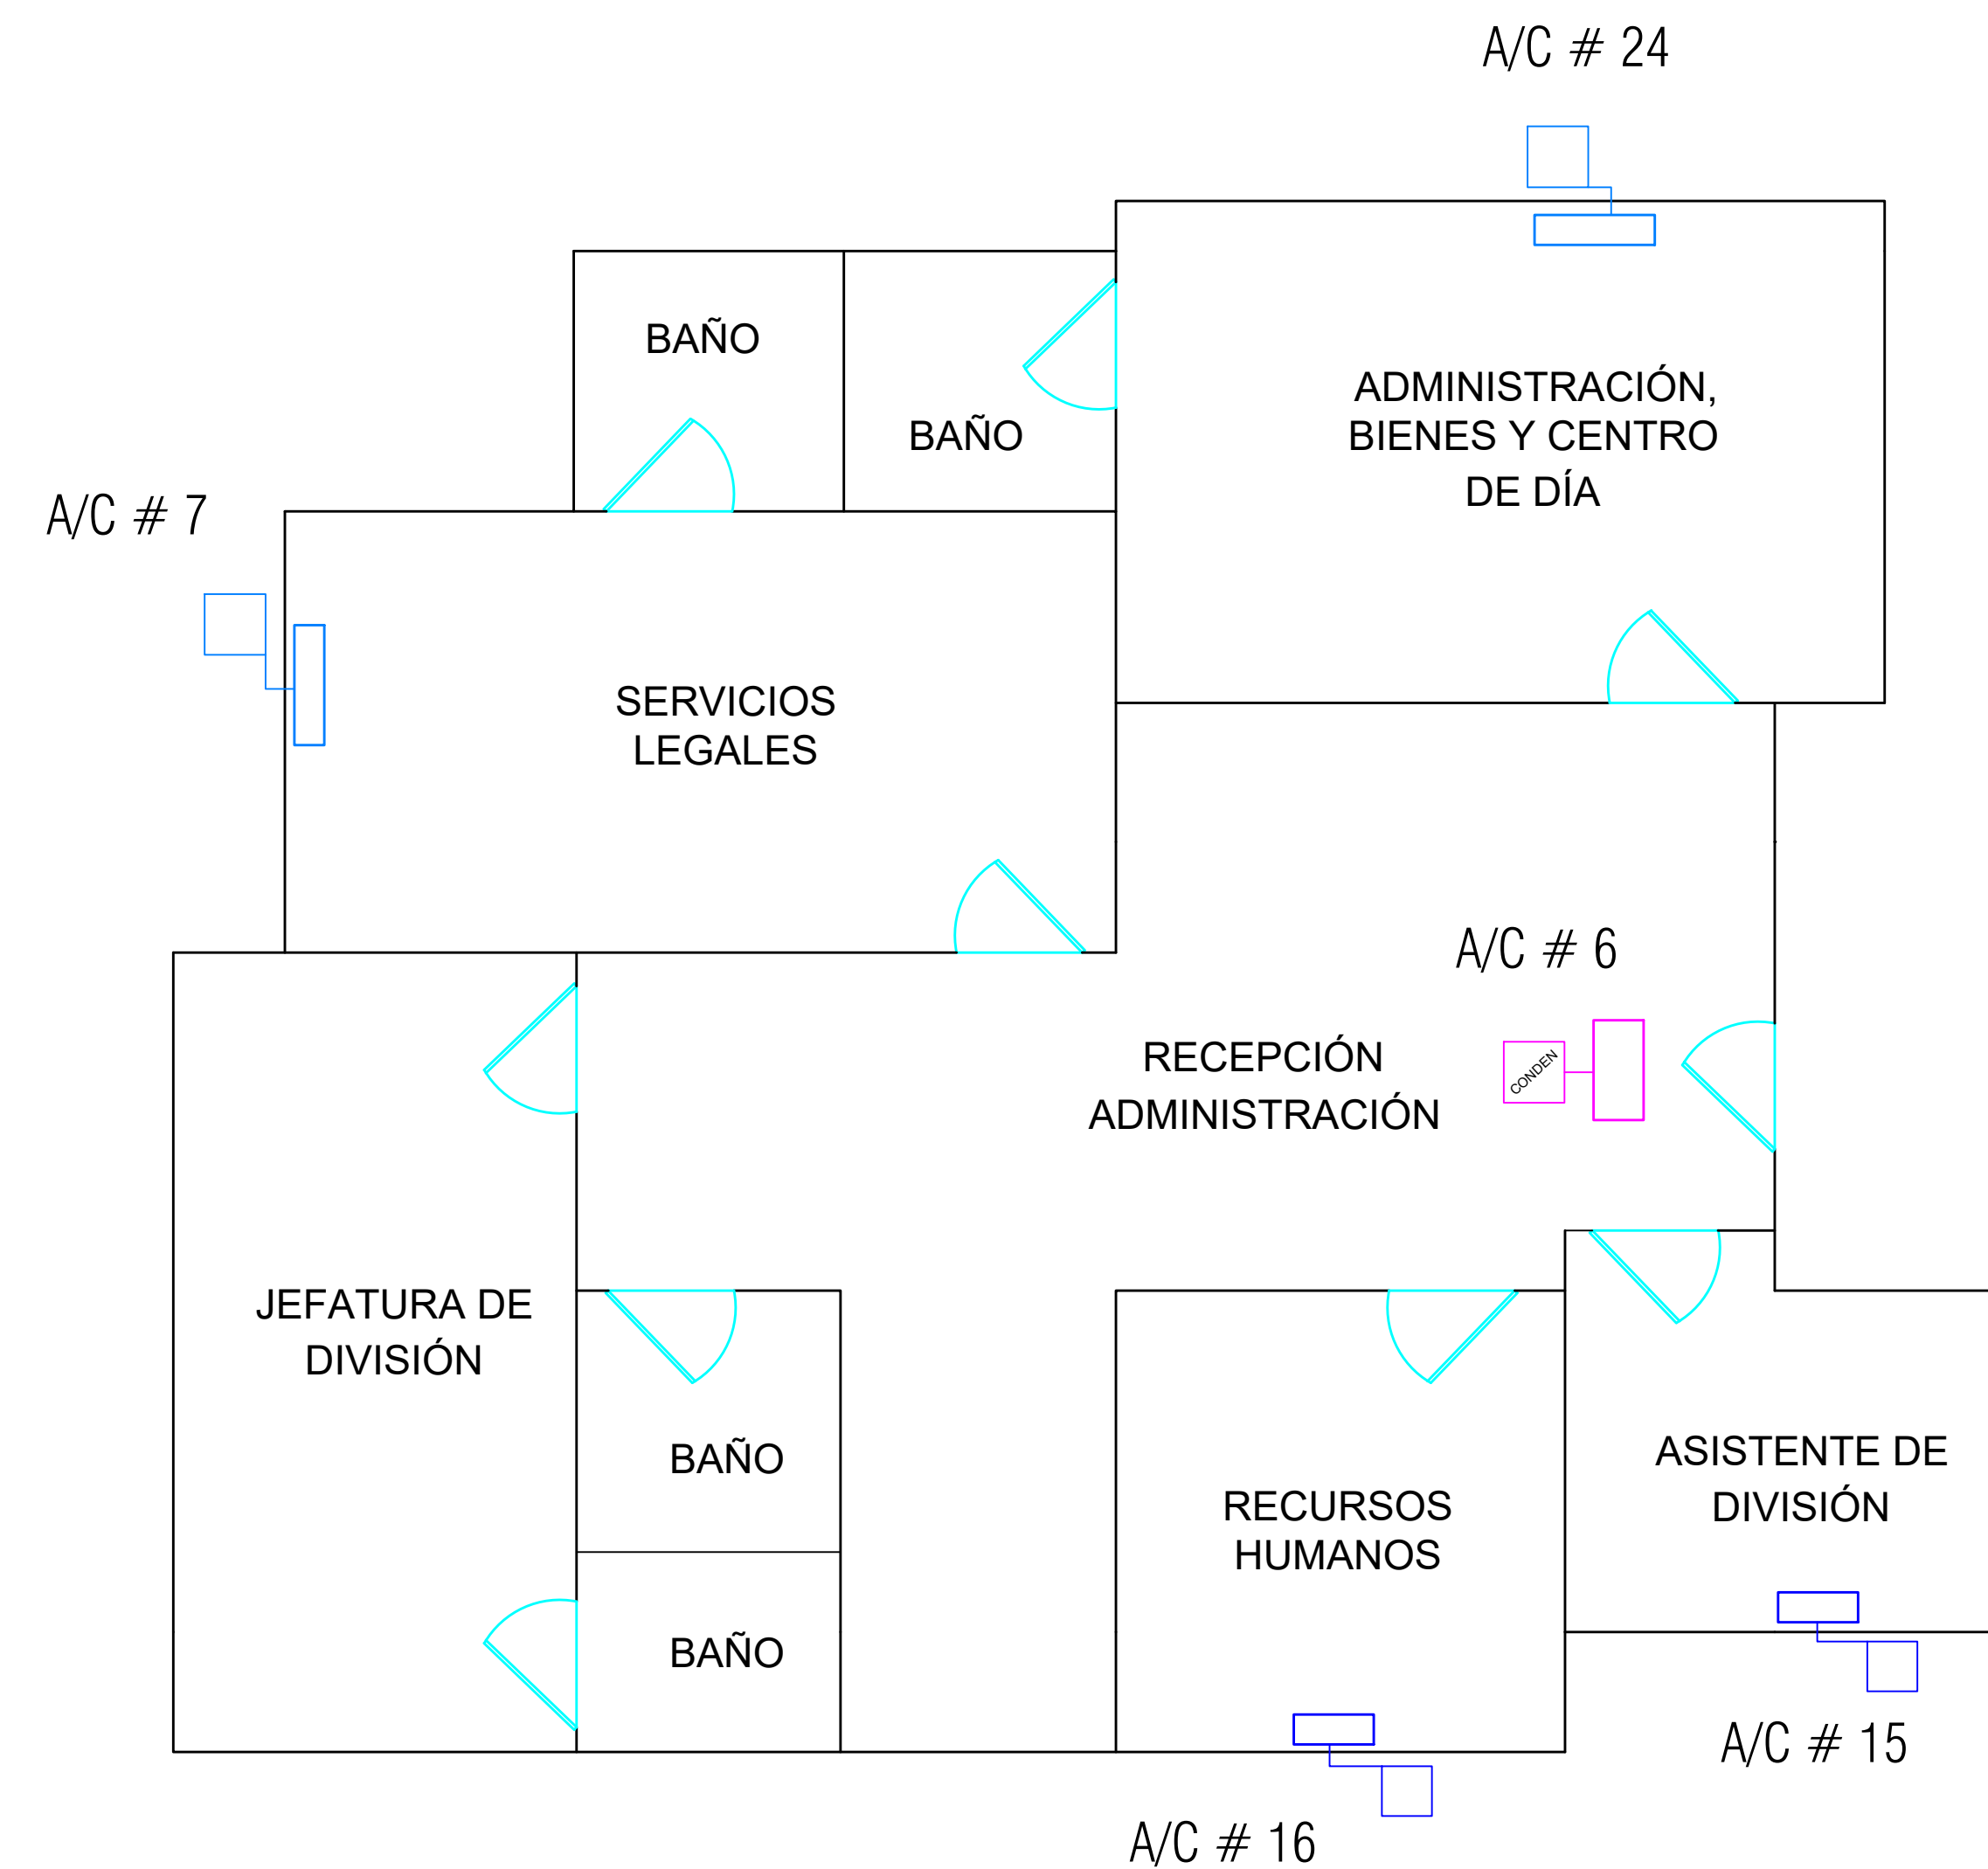 A/C # 24
BAÑO
BAÑO
ADMINISTRACIÓN,
BIENES Y CENTRO
DE DÍA
A/C # 7
SERVICIOS
LEGALES
A/C # 6
RECEPCIÓN
ADMINISTRACIÓN
CONDEN
JEFATURA DE
DIVISIÓN
BAÑO
BAÑO
RECURSOS
HUMANOS
ASISTENTE DE
DIVISIÓN
A/C # 15
A/C # 16